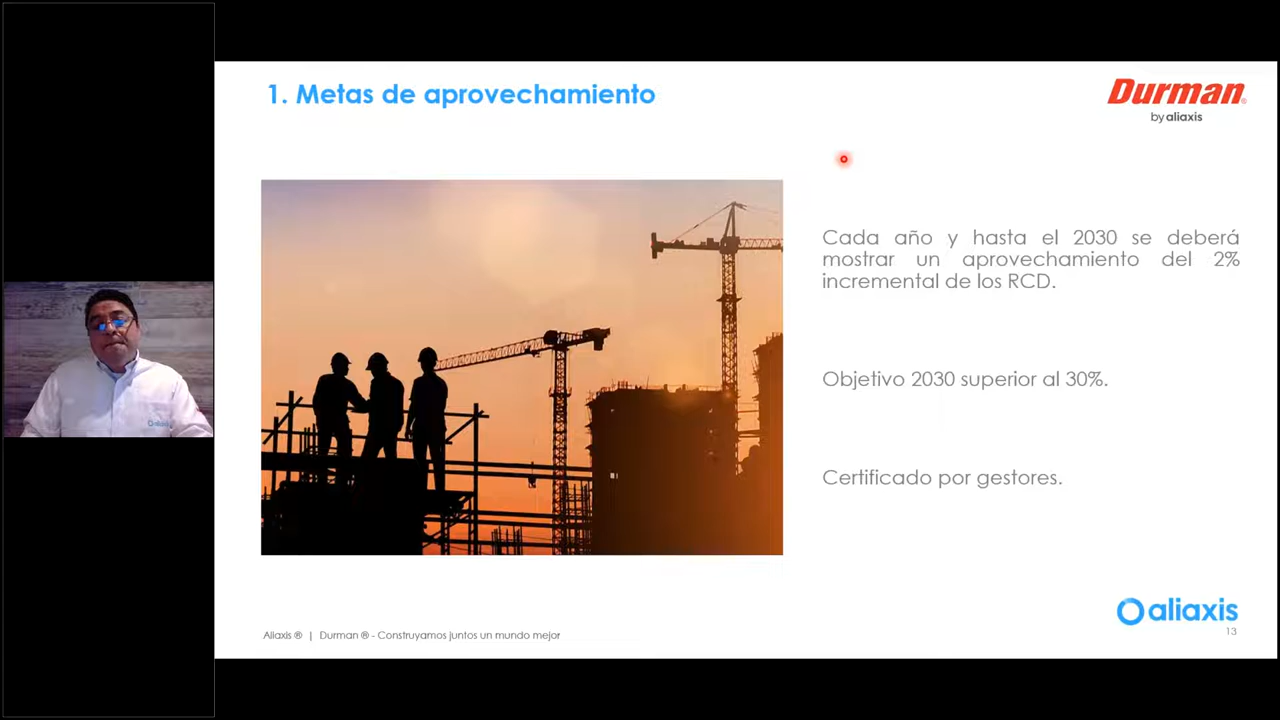 1. Metas de aprovechamiento
Durman®
by aliaxis
Cada año y hasta el 2030 se deberá
mostrar un aprovechamiento del 2%
incremental de los RCD.
Objetivo 2030 superior al 30%.
Certificado por gestores.
aliaxis
Aliaxis ® | Durman ® - Construyamos juntos un mundo mejor
13